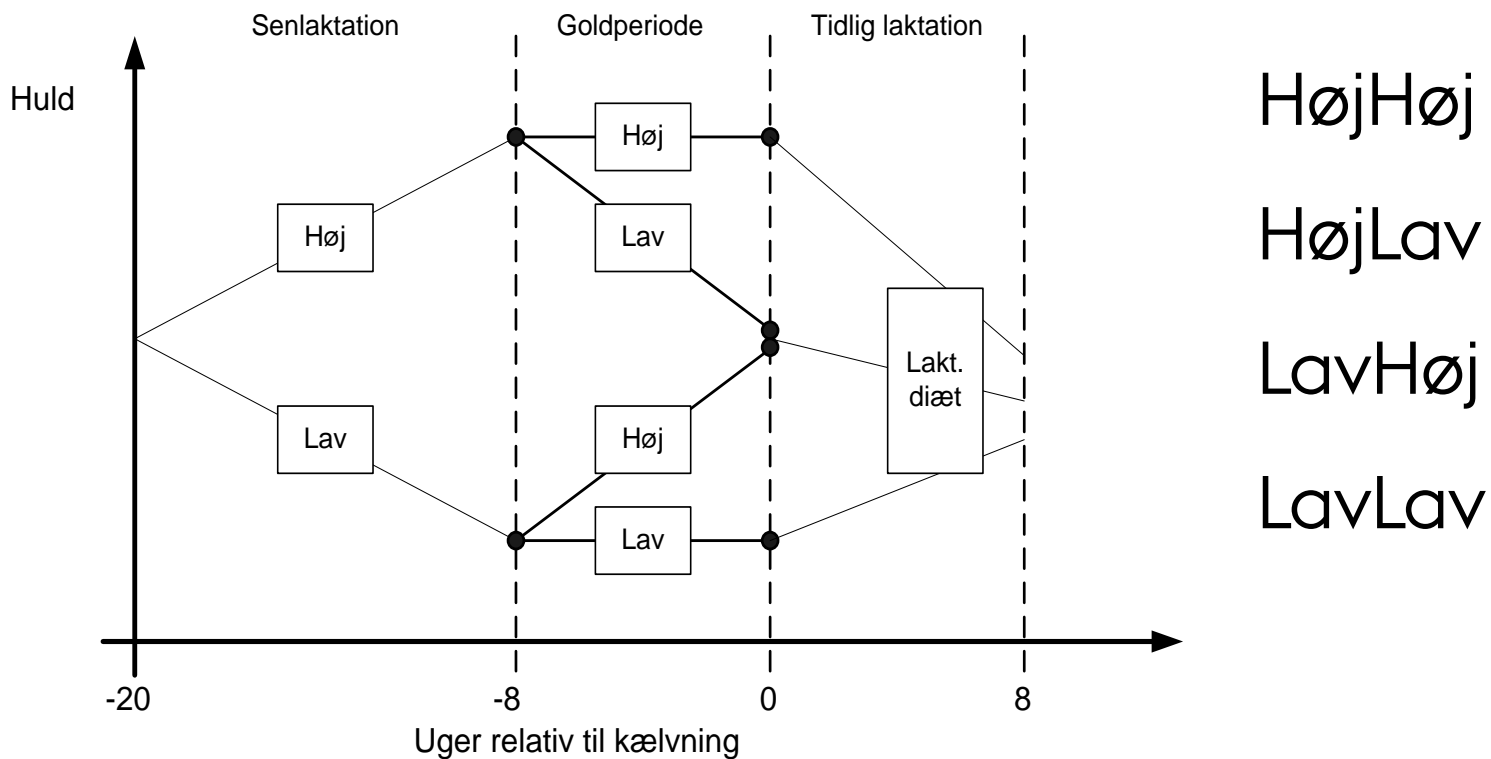 Senlaktation Goldperiode Tidlig laktation
Huld
HøjHøj
Høj
Høj
Lav
HøjLav
Lakt.
diæt
LavHøj
Lav
Høj
LavLav
Lav
-20 -8 0 8
Uger relativ til kælvning